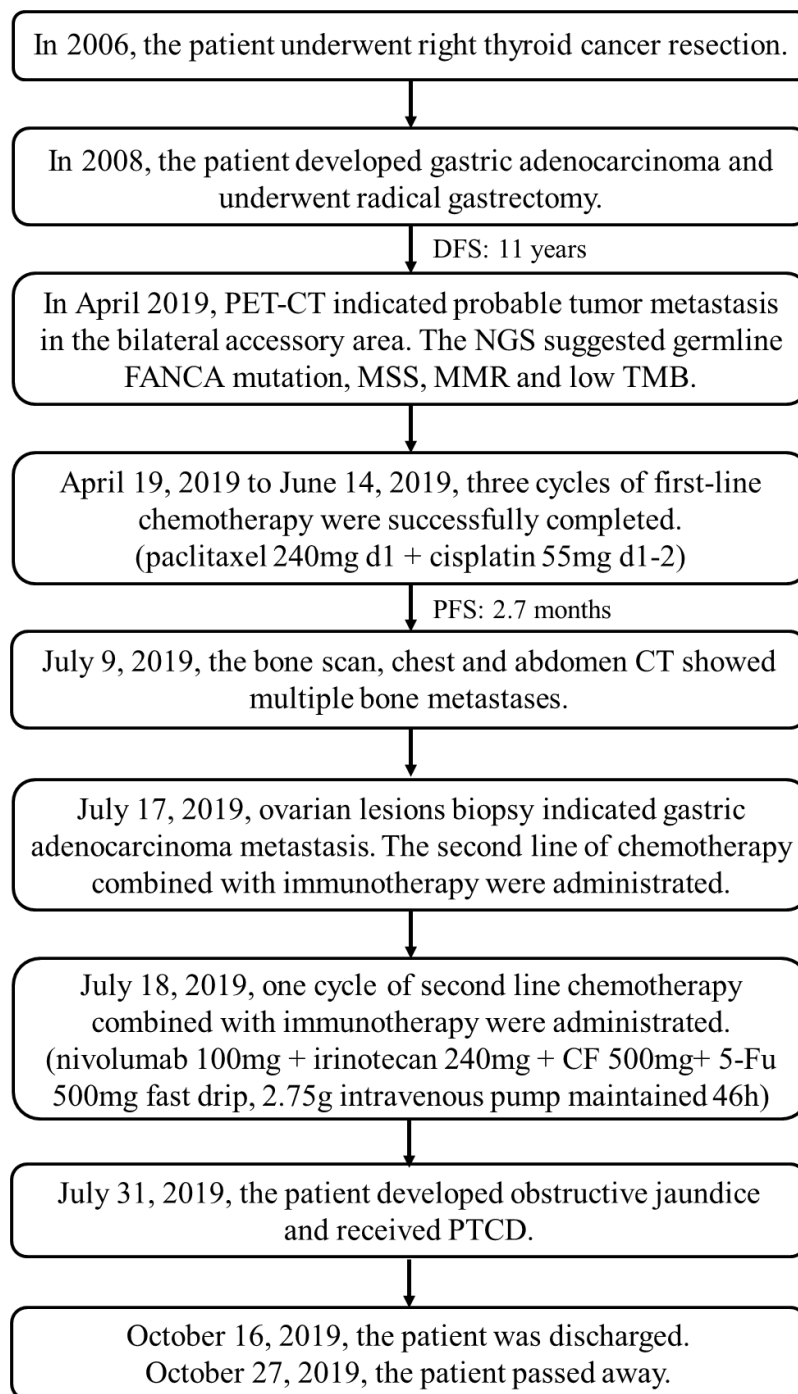 In 2006, the patient underwent right thyroid cancer resection.
In 2008, the patient developed gastric adenocarcinoma and
underwent radical gastrectomy.
DFS: 11 years
In April 2019, PET-CT indicated probable tumor metastasis
in the bilateral accessory area. The NGS suggested germline
FANCA mutation, MSS, MMR and low TMB.
April 19, 2019 to June 14, 2019, three cycles of first-line
chemotherapy were successfully completed.
(paclitaxel 240mg d1 + cisplatin 55mg d1-2)
PFS: 2.7 months
July 9, 2019, the bone scan, chest and abdomen CT showed
multiple bone metastases.
July 17, 2019, ovarian lesions biopsy indicated gastric
adenocarcinoma metastasis. The second line of chemotherapy
combined with immunotherapy were administrated.
July 18, 2019, one cycle of second line chemotherapy
combined with immunotherapy were administrated.
(nivolumab 100mg + irinotecan 240mg + CF 500mg+ 5-Fu
500mg fast drip, 2.75g intravenous pump maintained 46h)
July 31, 2019, the patient developed obstructive jaundice
and received PTCD.
October 16, 2019, the patient was discharged.
October 27, 2019, the patient passed away.